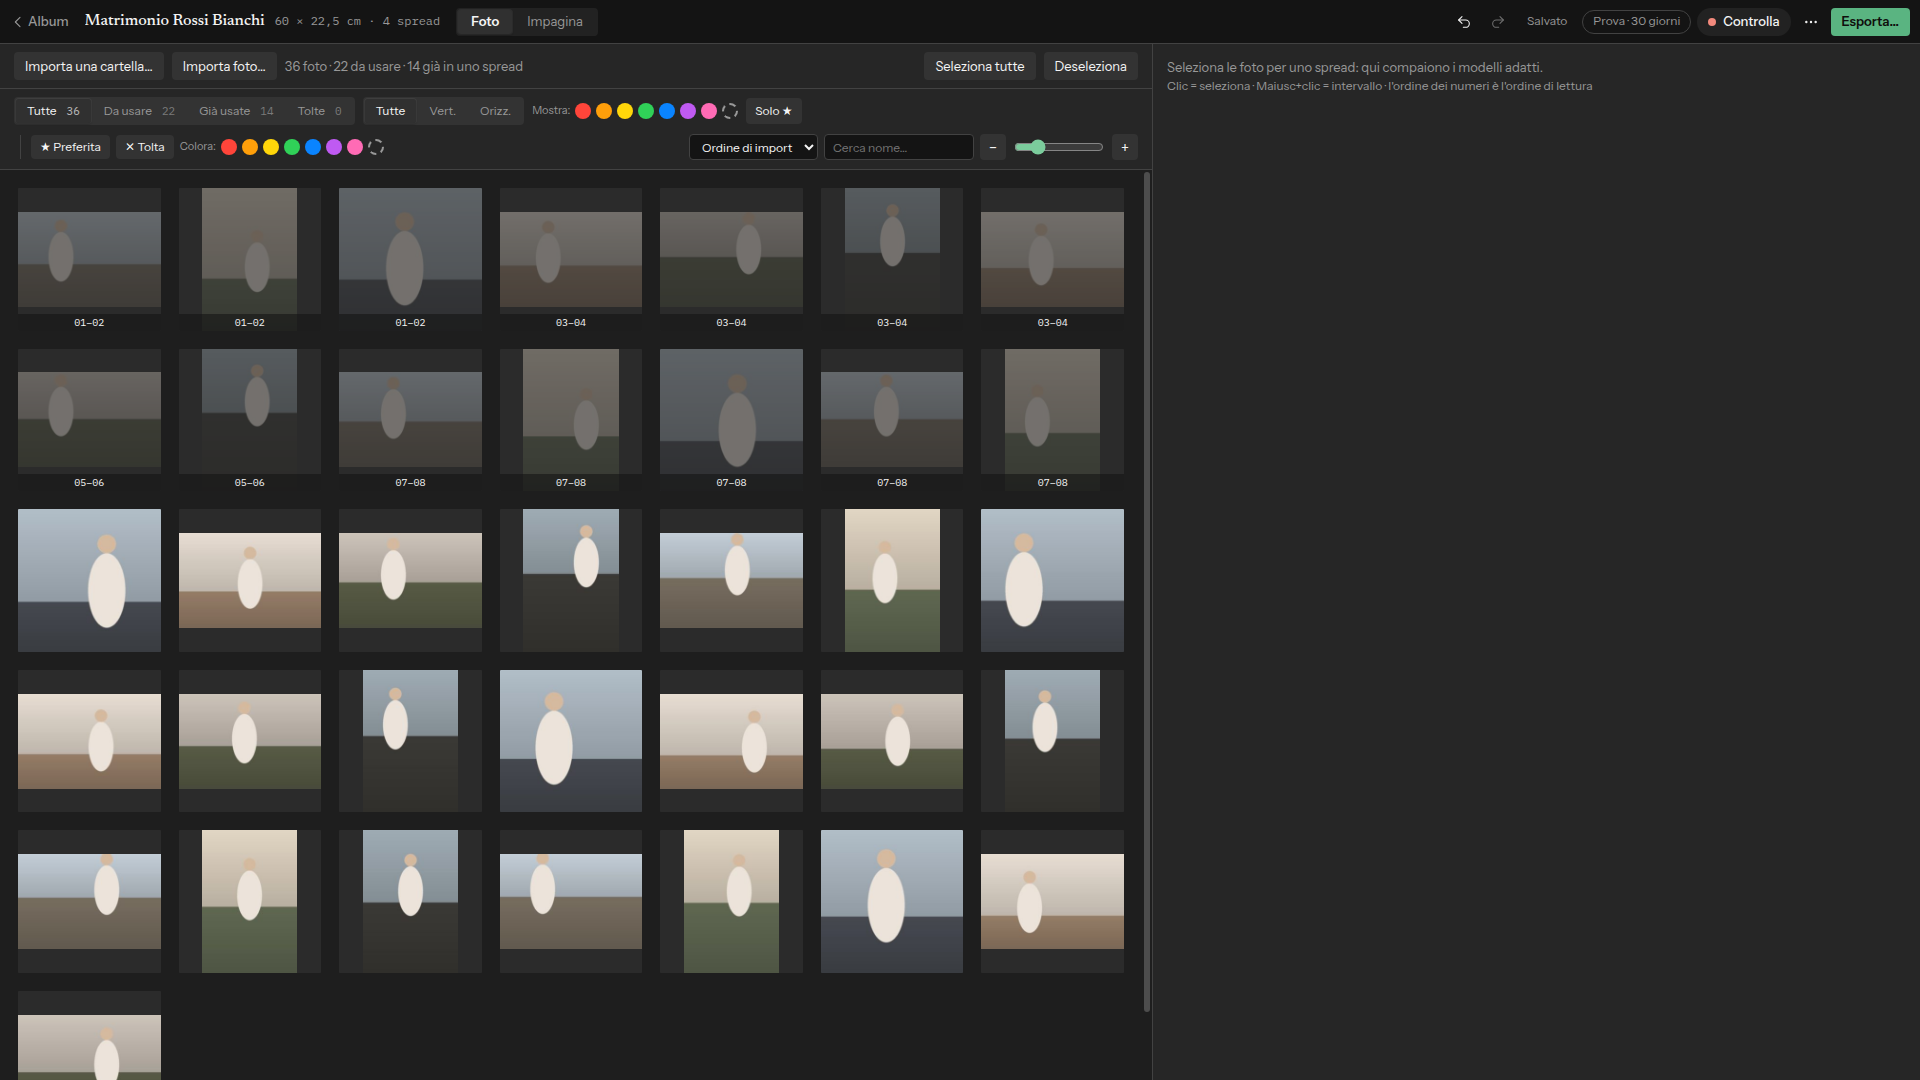 Album
Matrimonio Rossi Bianchi
60 × 22,5 cm · 4 spread
Foto
Impagina
Salvato
Prova · 30 giorni
Controlla
Esporta…
Importa una cartella…
Importa foto…
36 foto · 22 da usare · 14 già in uno spread
Seleziona tutte
Deseleziona
Seleziona le foto per uno spread: qui compaiono i modelli adatti.
Clic = seleziona · Maiusc+clic = intervallo · l'ordine dei numeri è l'ordine di lettura
Tutte 36
Da usare 22
Già usate 14
Tolte 0
Tutte
Vert.
Orizz.
Mostra:
Solo ★
★ Preferita
✕ Tolta
Colora:
Ordine di import
Cerca nome…
−
+
01–02
01–02
01–02
03–04
03–04
03–04
03–04
05–06
05–06
07–08
07–08
07–08
07–08
07–08